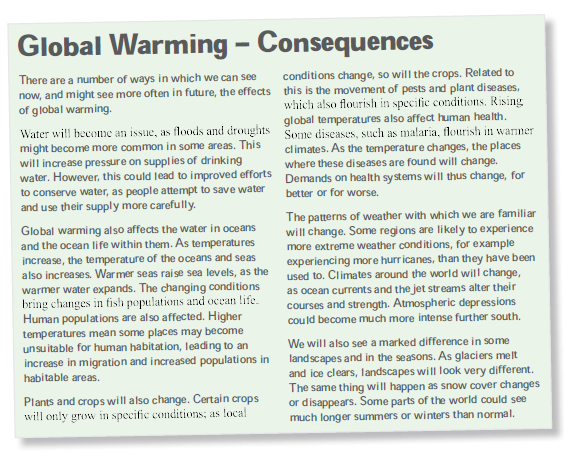 Global Warming – Consequences
There are a number of ways in which we can see
now, and might see more often in future, the effects
of global warming.
Water will become an issue, as floods and droughts
might become more common in some areas. This
will increase pressure on supplies of drinking
water. However, this could lead to improved efforts
to conserve water, as people attempt to save water
and use their supply more carefully.
Global warming also affects the water in oceans
and the ocean life within them. As temperatures
increase, the temperature of the oceans and seas
also increases. Warmer seas raise sea levels, as the
warmer water expands. The changing conditions
bring changes in fish populations and ocean life.
Human populations are also affected. Higher
temperatures mean some places may become
unsuitable for human habitation, leading to an
increase in migration and increased populations in
habitable areas.
Plants and crops will also change. Certain crops
will only grow in specific conditions; as local
conditions change, so will the crops. Related to
this is the movement of pests and plant diseases,
which also flourish in specific conditions. Rising
global temperatures also affect human health.
Some diseases, such as malaria, flourish in warmer
climates. As the temperature changes, the places
where these diseases are found will change.
Demands on health systems will thus change, for
better or for worse.
The patterns of weather with which we are familiar
will change. Some regions are likely to experience
more extreme weather conditions, for example
experiencing more hurricanes, than they have been
used to. Climates around the world will change,
as ocean currents and the jet streams alter their
courses and strength. Atmospheric depressions
could become much more intense further south.
We will also see a marked difference in some
landscapes and in the seasons. As glaciers melt
and ice clears, landscapes will look very different.
The same thing will happen as snow cover changes
or disappears. Some parts of the world could see
much longer summers or winters than normal.